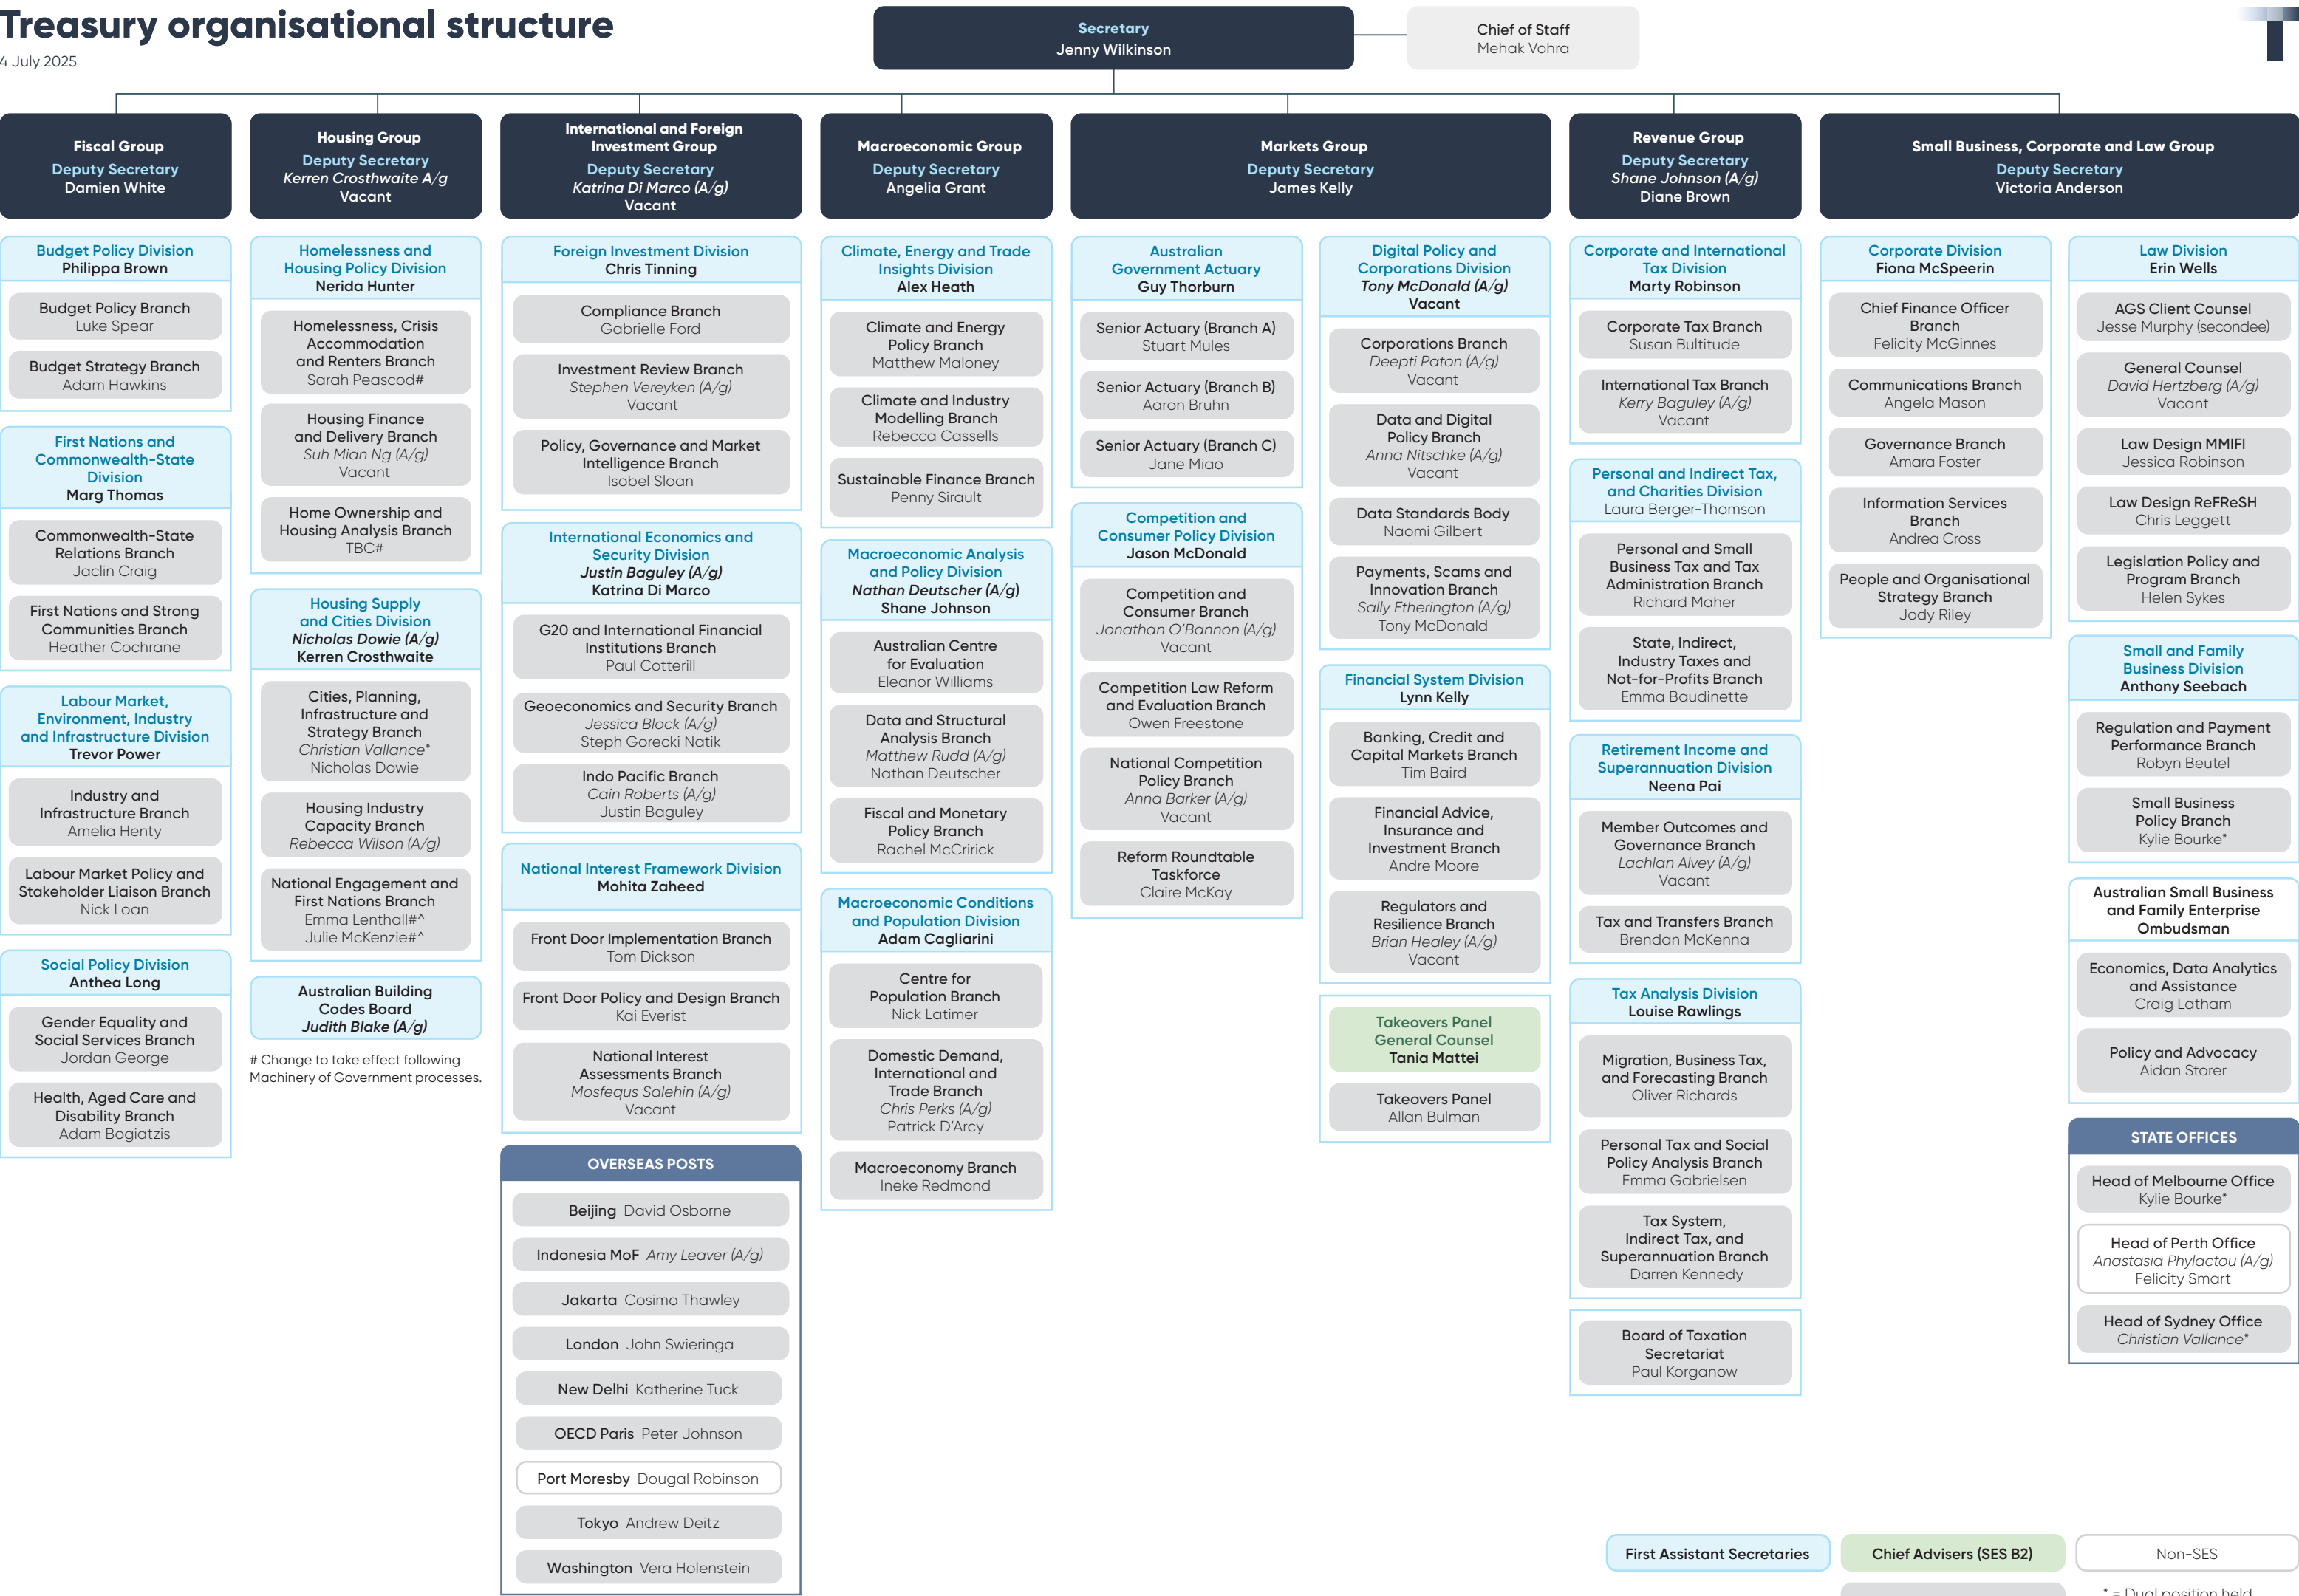 Treasury organisational structure
4 July 2025
Secretary
Jenny Wilkinson
Chief of Staff
Mehak Vohra
Fiscal Group
Deputy Secretary
Damien White
Budget Policy Division
Philippa Brown
Budget Policy Branch
Luke Spear
Budget Strategy Branch
Adam Hawkins
First Nations and
Commonwealth-State
Division
Marg Thomas
Commonwealth-State
Relations Branch
Jaclin Craig
First Nations and Strong
Communities Branch
Heather Cochrane
Labour Market,
Environment, Industry
and Infrastructure Division
Trevor Power
Industry and
Infrastructure Branch
Amelia Henty
Labour Market Policy and
Stakeholder Liaison Branch
Nick Loan
Social Policy Division
Anthea Long
Gender Equality and
Social Services Branch
Jordan George
Health, Aged Care and
Disability Branch
Adam Bogiatzis
Housing Group
Deputy Secretary
Kerren Crosthwaite A/g
Vacant
Homelessness and
Housing Policy Division
Nerida Hunter
Homelessness, Crisis
Accommodation
and Renters Branch
Sarah Peascod#
Housing Finance
and Delivery Branch
Suh Mian Ng (A/g)
Vacant
Home Ownership and
Housing Analysis Branch
TBC#
Housing Supply
and Cities Division
Nicholas Dowie (A/g)
Kerren Crosthwaite
Cities, Planning,
Infrastructure and
Strategy Branch
Christian Vallance*
Nicholas Dowie
Housing Industry
Capacity Branch
Rebecca Wilson (A/g)
National Engagement and
First Nations Branch
Emma Lenthall#^
Julie McKenzie#^
Australian Building
Codes Board
Judith Blake (A/g)
# Change to take effect following
Machinery of Government processes.
International and Foreign
Investment Group
Deputy Secretary
Katrina Di Marco (A/g)
Vacant
Foreign Investment Division
Chris Tinning
Compliance Branch
Gabrielle Ford
Investment Review Branch
Stephen Vereyken (A/g)
Vacant
Policy, Governance and Market
Intelligence Branch
Isobel Sloan
International Economics and
Security Division
Justin Baguley (A/g)
Katrina Di Marco
G20 and International Financial
Institutions Branch
Paul Cotterill
Geoeconomics and Security Branch
Jessica Block (A/g)
Steph Gorecki Natik
Indo Pacific Branch
Cain Roberts (A/g)
Justin Baguley
National Interest Framework Division
Mohita Zaheed
Front Door Implementation Branch
Tom Dickson
Front Door Policy and Design Branch
Kai Everist
National Interest
Assessments Branch
Mosfequs Salehin (A/g)
Vacant
OVERSEAS POSTS
Beijing David Osborne
Indonesia MoF Amy Leaver (A/g)
Jakarta Cosimo Thawley
London John Swieringa
New Delhi Katherine Tuck
OECD Paris Peter Johnson
Port Moresby Dougal Robinson
Tokyo Andrew Deitz
Washington Vera Holenstein
Macroeconomic Group
Deputy Secretary
Angelia Grant
Climate, Energy and Trade
Insights Division
Alex Heath
Climate and Energy
Policy Branch
Matthew Maloney
Climate and Industry
Modelling Branch
Rebecca Cassells
Sustainable Finance Branch
Penny Sirault
Macroeconomic Analysis
and Policy Division
Nathan Deutscher (A/g)
Shane Johnson
Australian Centre
for Evaluation
Eleanor Williams
Data and Structural
Analysis Branch
Matthew Rudd (A/g)
Nathan Deutscher
Fiscal and Monetary
Policy Branch
Rachel McCririck
Macroeconomic Conditions
and Population Division
Adam Cagliarini
Centre for
Population Branch
Nick Latimer
Domestic Demand,
International and
Trade Branch
Chris Perks (A/g)
Patrick D'Arcy
Macroeconomy Branch
Ineke Redmond
Markets Group
Deputy Secretary
James Kelly
Australian
Government Actuary
Guy Thorburn
Senior Actuary (Branch A)
Stuart Mules
Senior Actuary (Branch B)
Aaron Bruhn
Senior Actuary (Branch C)
Jane Miao
Competition and
Consumer Policy Division
Jason McDonald
Competition and
Consumer Branch
Jonathan O'Bannon (A/g)
Vacant
Competition Law Reform
and Evaluation Branch
Owen Freestone
National Competition
Policy Branch
Anna Barker (A/g)
Vacant
Reform Roundtable
Taskforce
Claire McKay
Digital Policy and
Corporations Division
Tony McDonald (A/g)
Vacant
Corporations Branch
Deepti Paton (A/g)
Vacant
Data and Digital
Policy Branch
Anna Nitschke (A/g)
Vacant
Data Standards Body
Naomi Gilbert
Payments, Scams and
Innovation Branch
Sally Etherington (A/g)
Tony McDonald
Financial System Division
Lynn Kelly
Banking, Credit and
Capital Markets Branch
Tim Baird
Financial Advice,
Insurance and
Investment Branch
Andre Moore
Regulators and
Resilience Branch
Brian Healey (A/g)
Vacant
Takeovers Panel
General Counsel
Tania Mattei
Takeovers Panel
Allan Bulman
Revenue Group
Deputy Secretary
Shane Johnson (A/g)
Diane Brown
Corporate and International
Tax Division
Marty Robinson
Corporate Tax Branch
Susan Bultitude
International Tax Branch
Kerry Baguley (A/g)
Vacant
Personal and Indirect Tax,
and Charities Division
Laura Berger-Thomson
Personal and Small
Business Tax and Tax
Administration Branch
Richard Maher
State, Indirect,
Industry Taxes and
Not-for-Profits Branch
Emma Baudinette
Retirement Income and
Superannuation Division
Neena Pai
Member Outcomes and
Governance Branch
Lachlan Alvey (A/g)
Vacant
Tax and Transfers Branch
Brendan McKenna
Tax Analysis Division
Louise Rawlings
Migration, Business Tax,
and Forecasting Branch
Oliver Richards
Personal Tax and Social
Policy Analysis Branch
Emma Gabrielsen
Tax System,
Indirect Tax, and
Superannuation Branch
Darren Kennedy
Board of Taxation
Secretariat
Paul Korganow
Small Business, Corporate and Law Group
Deputy Secretary
Victoria Anderson
Corporate Division
Fiona McSpeerin
Chief Finance Officer
Branch
Felicity McGinnes
Communications Branch
Angela Mason
Governance Branch
Amara Foster
Information Services
Branch
Andrea Cross
People and Organisational
Strategy Branch
Jody Riley
Law Division
Erin Wells
AGS Client Counsel
Jesse Murphy (secondee)
General Counsel
David Hertzberg (A/g)
Vacant
Law Design MMIFI
Jessica Robinson
Law Design ReFReSH
Chris Leggett
Legislation Policy and
Program Branch
Helen Sykes
Small and Family
Business Division
Anthony Seebach
Regulation and Payment
Performance Branch
Robyn Beutel
Small Business
Policy Branch
Kylie Bourke*
Australian Small Business
and Family Enterprise
Ombudsman
Economics, Data Analytics
and Assistance
Craig Latham
Policy and Advocacy
Aidan Storer
STATE OFFICES
Head of Melbourne Office
Kylie Bourke*
Head of Perth Office
Anastasia Phylactou (A/g)
Felicity Smart
Head of Sydney Office
Christian Vallance*
First Assistant Secretaries
Chief Advisers (SES B2)
Non-SES
* = Dual position held